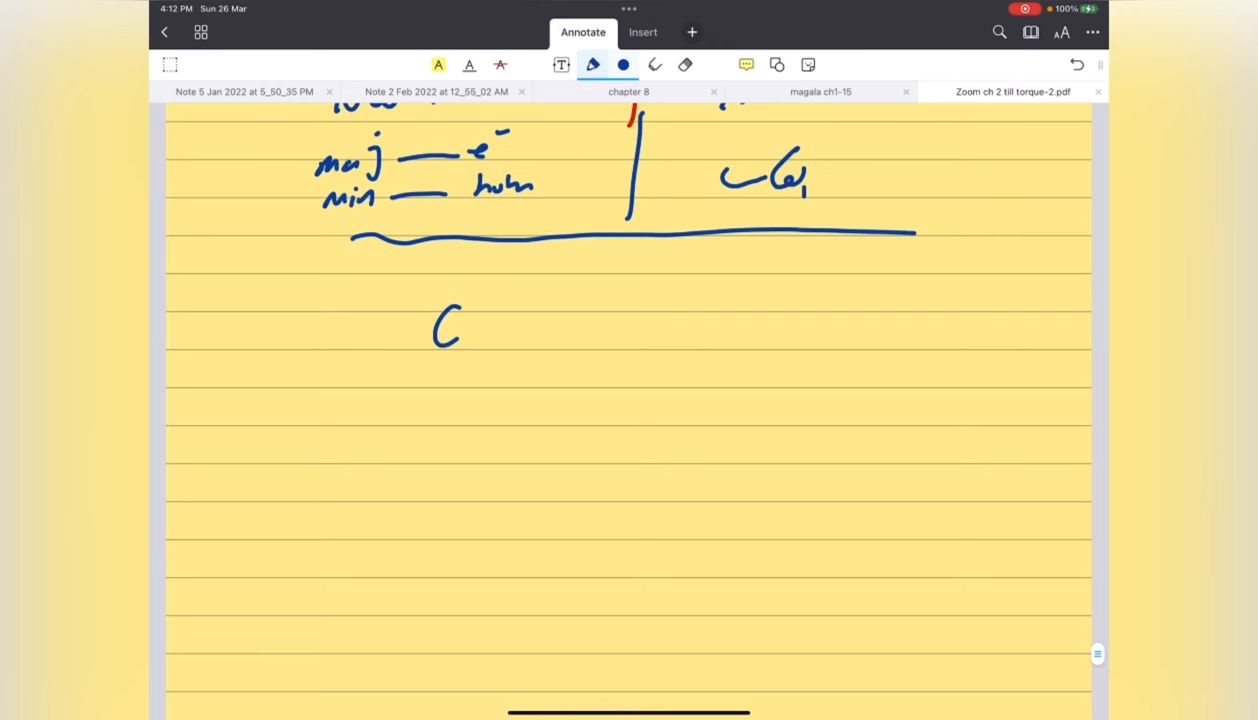 4:12 PM Sun 26 Mar
100%
Annotate Insert
AA
A A A T
Note 5 Jan 2022 at 5_50_35 PM
Note 2 Feb 2022 at 12_55_02 AM
chapter 8
magala ch1-15
Zoom ch 2 till torque-2.pdf
maj — e-
min —
C